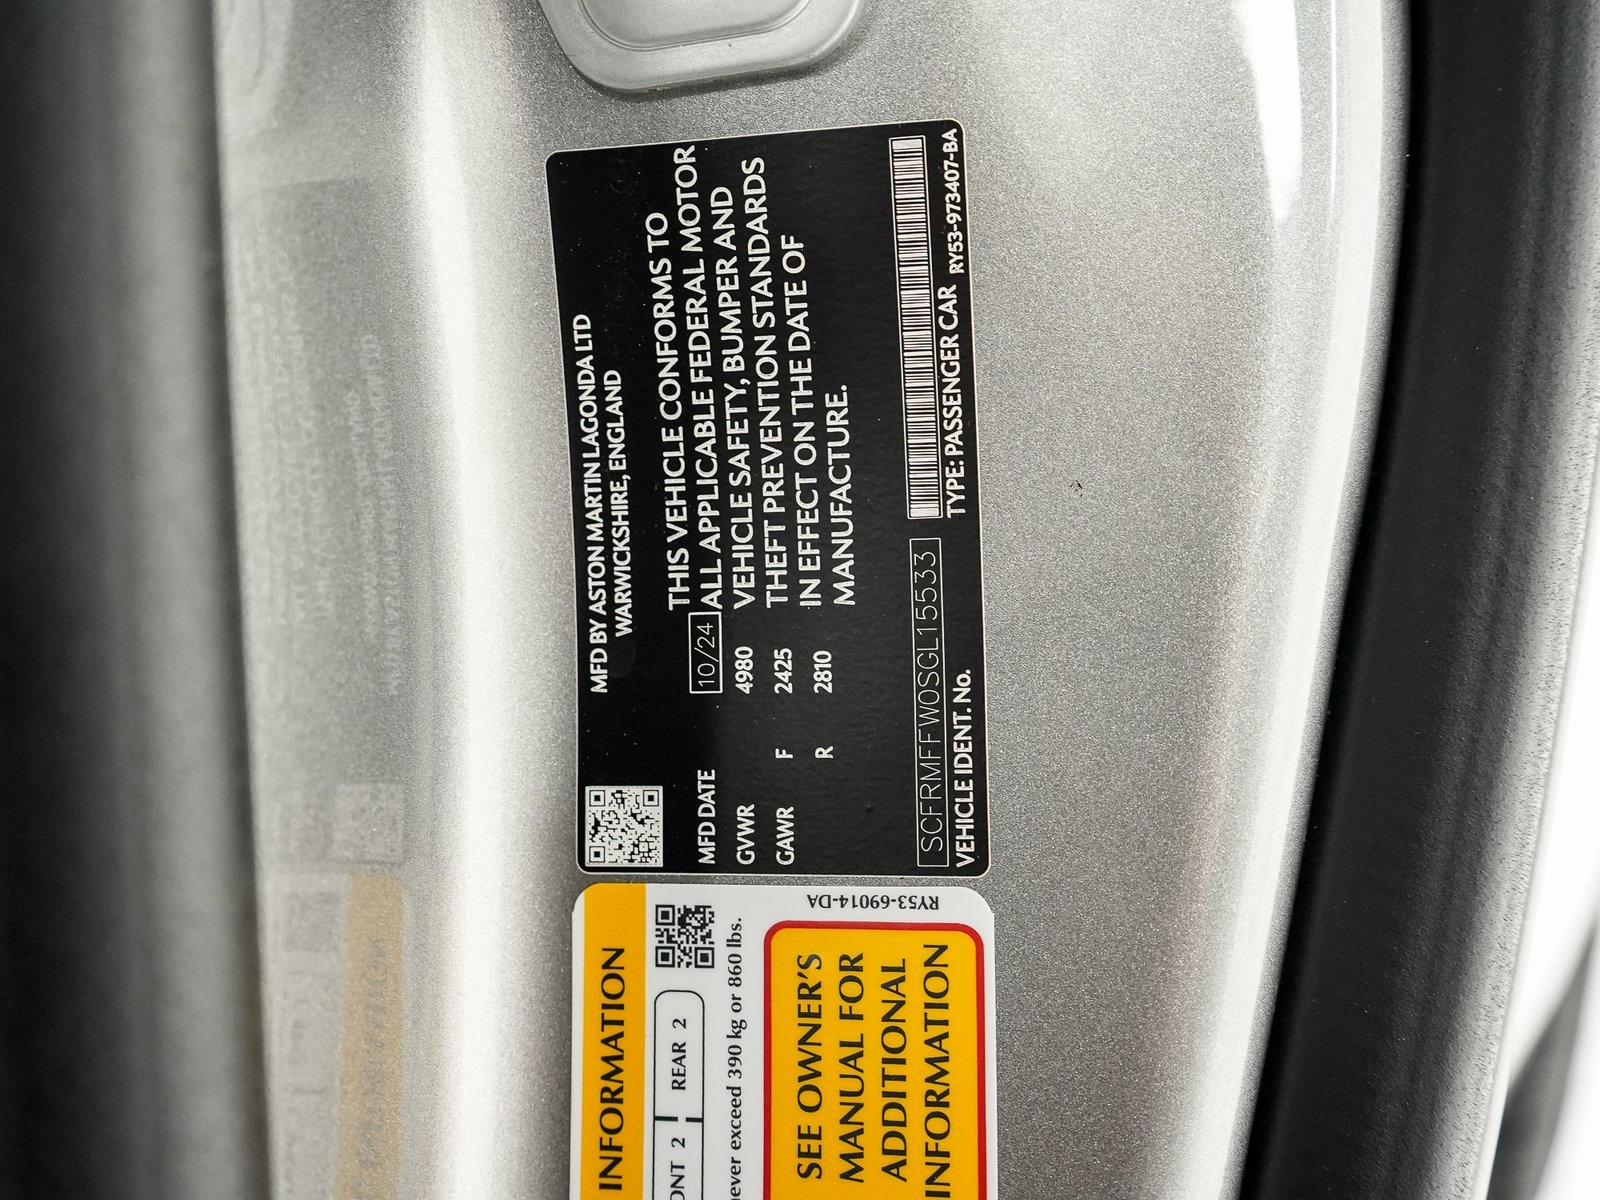 MFD BY ASTON MARTIN LAGONDA LTD
WARWICKSHIRE, ENGLAND
MFD DATE 10/24
GVWR 4980
GAWR F 2425
R 2810
THIS VEHICLE CONFORMS TO
ALL APPLICABLE FEDERAL MOTOR
VEHICLE SAFETY, BUMPER AND
THEFT PREVENTION STANDARDS
IN EFFECT ON THE DATE OF
MANUFACTURE.
SCFRMFFW0SGL15533
VEHICLE IDENT. No. TYPE: PASSENGER CAR RY53-973407-BA
INFORMATION
ONT 2 REAR 2
never exceed 390 kg or 860 lbs.
SEE OWNER'S
MANUAL FOR
ADDITIONAL
INFORMATION
RY53-69014-DA